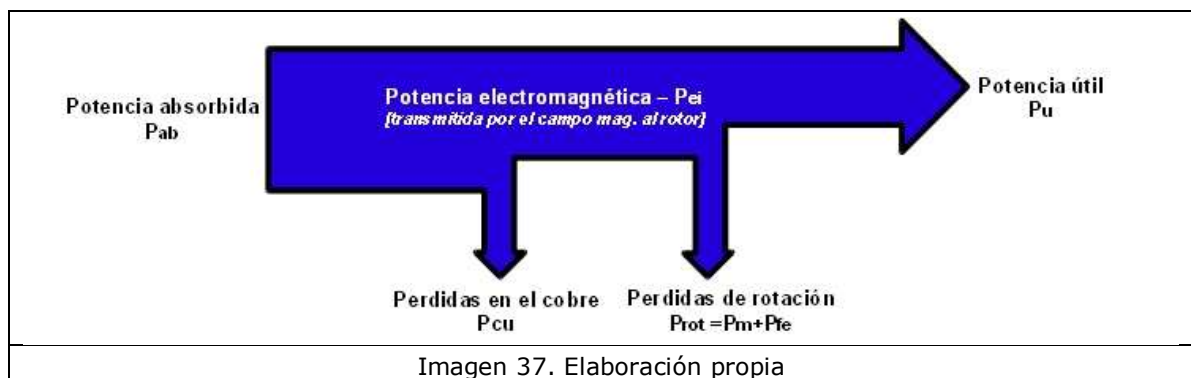 Potencia absorbida
Pab
Potencia electromagnética – Pei
[transmitida por el campo mag. al rotor]
Potencia útil
Pu
Perdidas en el cobre
Pcu
Perdidas de rotación
Prot =Pm+Pfe
Imagen 37. Elaboración propia